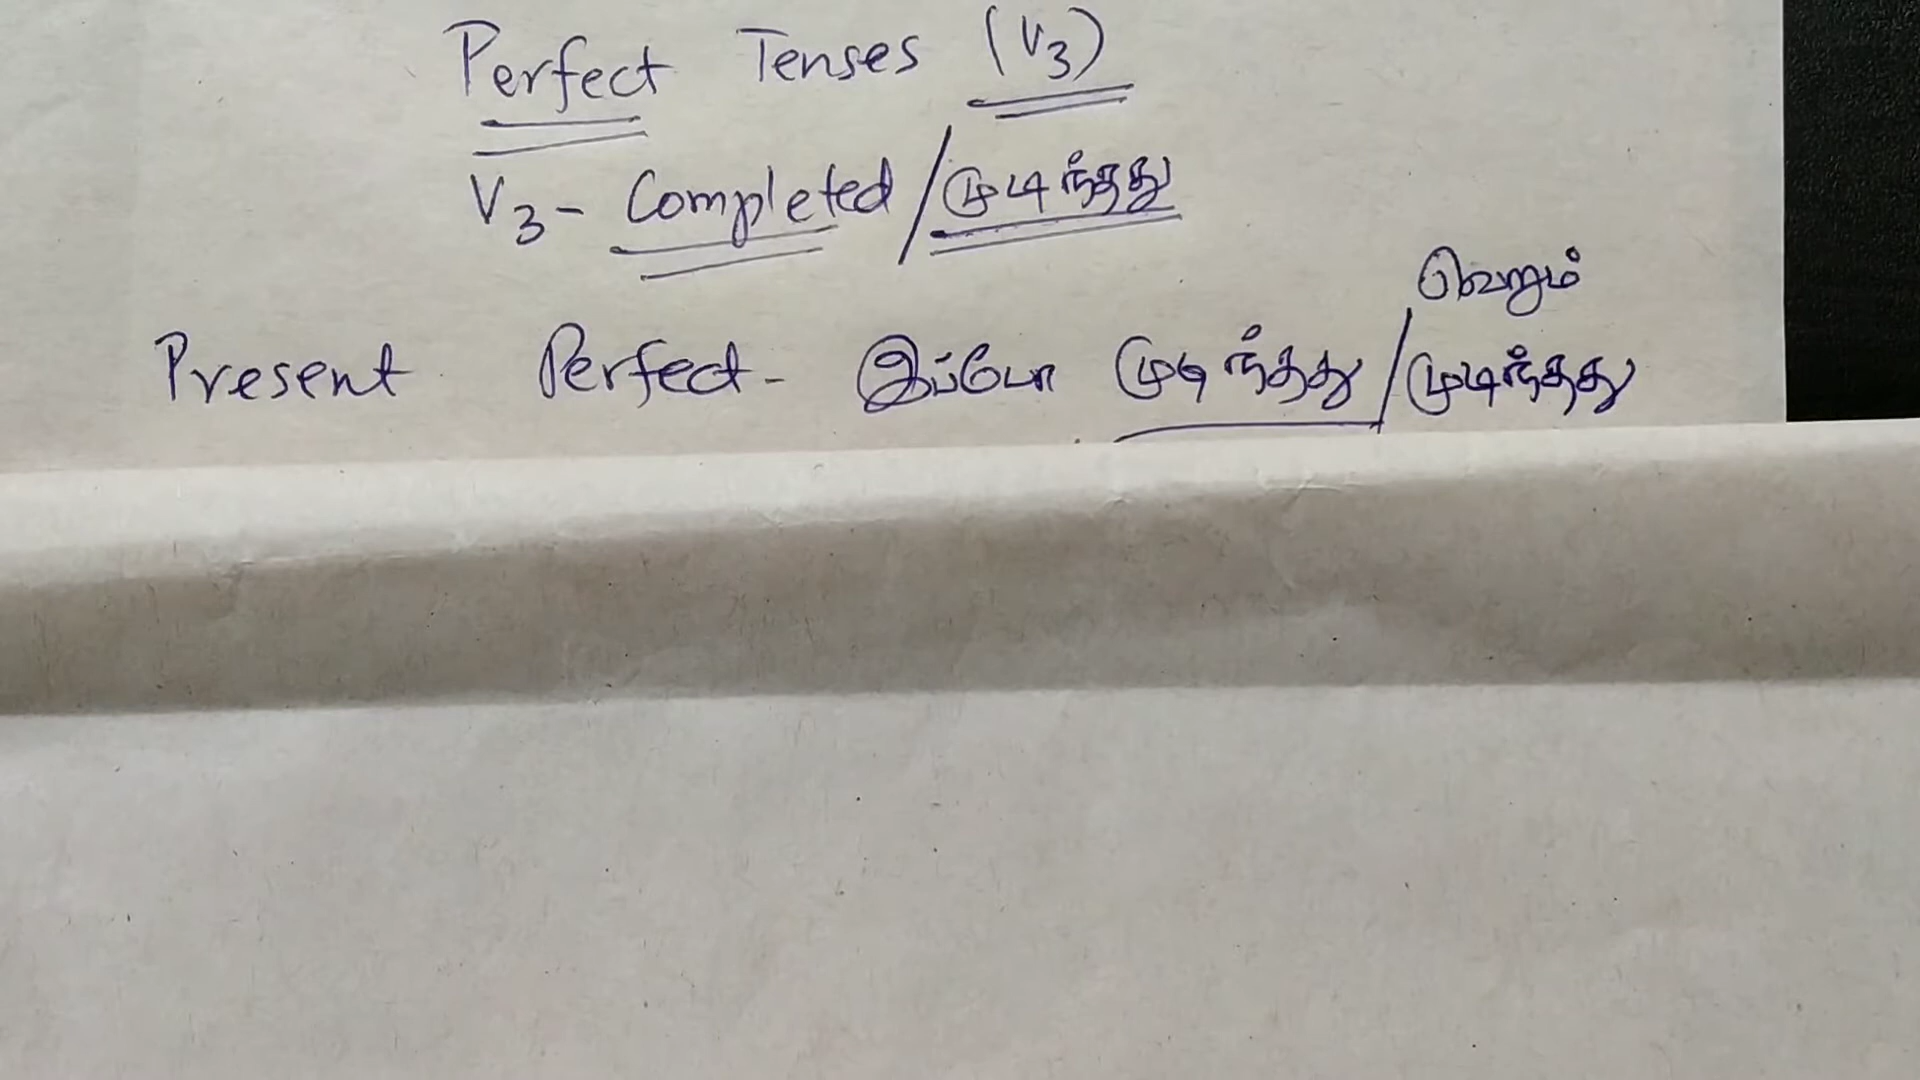 Perfect Tenses (V3)
V3 - Completed / முடிந்தது
வெறும்
Present Perfect - இப்போ முடிந்தது / முடிந்தது